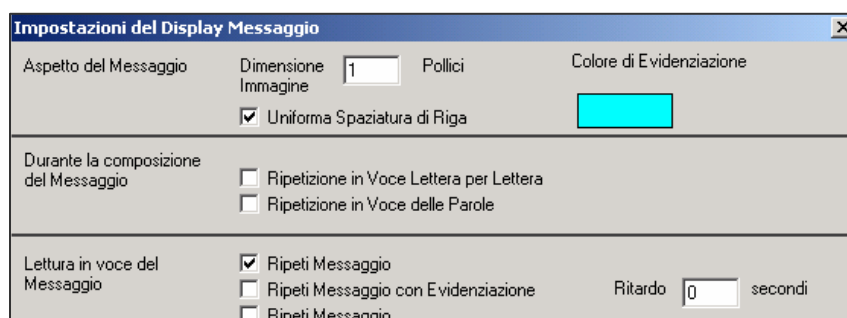 Impostazioni del Display Messaggio
Aspetto del Messaggio
Dimensione
Immagine
1
Pollici
Colore di Evidenziazione
Uniforma Spaziatura di Riga
Durante la composizione
del Messaggio
Ripetizione in Voce Lettera per Lettera
Ripetizione in Voce delle Parole
Lettura in voce del
Messaggio
Ripeti Messaggio
Ripeti Messaggio con Evidenziazione
Ritardo
0
secondi
Ripeti Messaggio